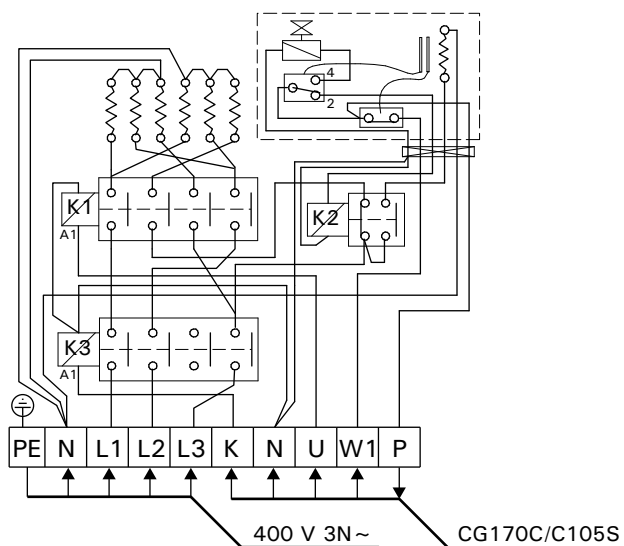 4
2
K1
A1
K2
K3
A1
PE N L1 L2 L3 K N U W1 P
400 V 3N~
CG170C/C105S